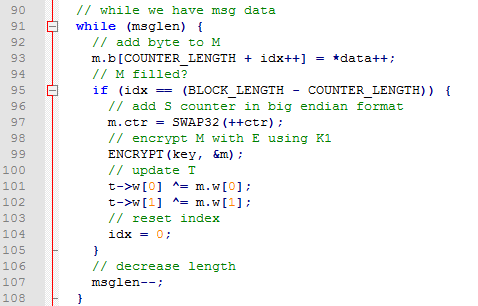 90 // while we have msg data
91 while (msglen) {
92 // add byte to M
93 m.b[COUNTER_LENGTH + idx++] = *data++;
94 // M filled?
95 if (idx == (BLOCK_LENGTH - COUNTER_LENGTH)) {
96 // add S counter in big endian format
97 m.ctr = SWAP32(++ctr);
98 // encrypt M with E using K1
99 ENCRYPT(key, &m);
100 // update T
101 t->w[0] ^= m.w[0];
102 t->w[1] ^= m.w[1];
103 // reset index
104 idx = 0;
105 }
106 // decrease length
107 msglen--;
108 }